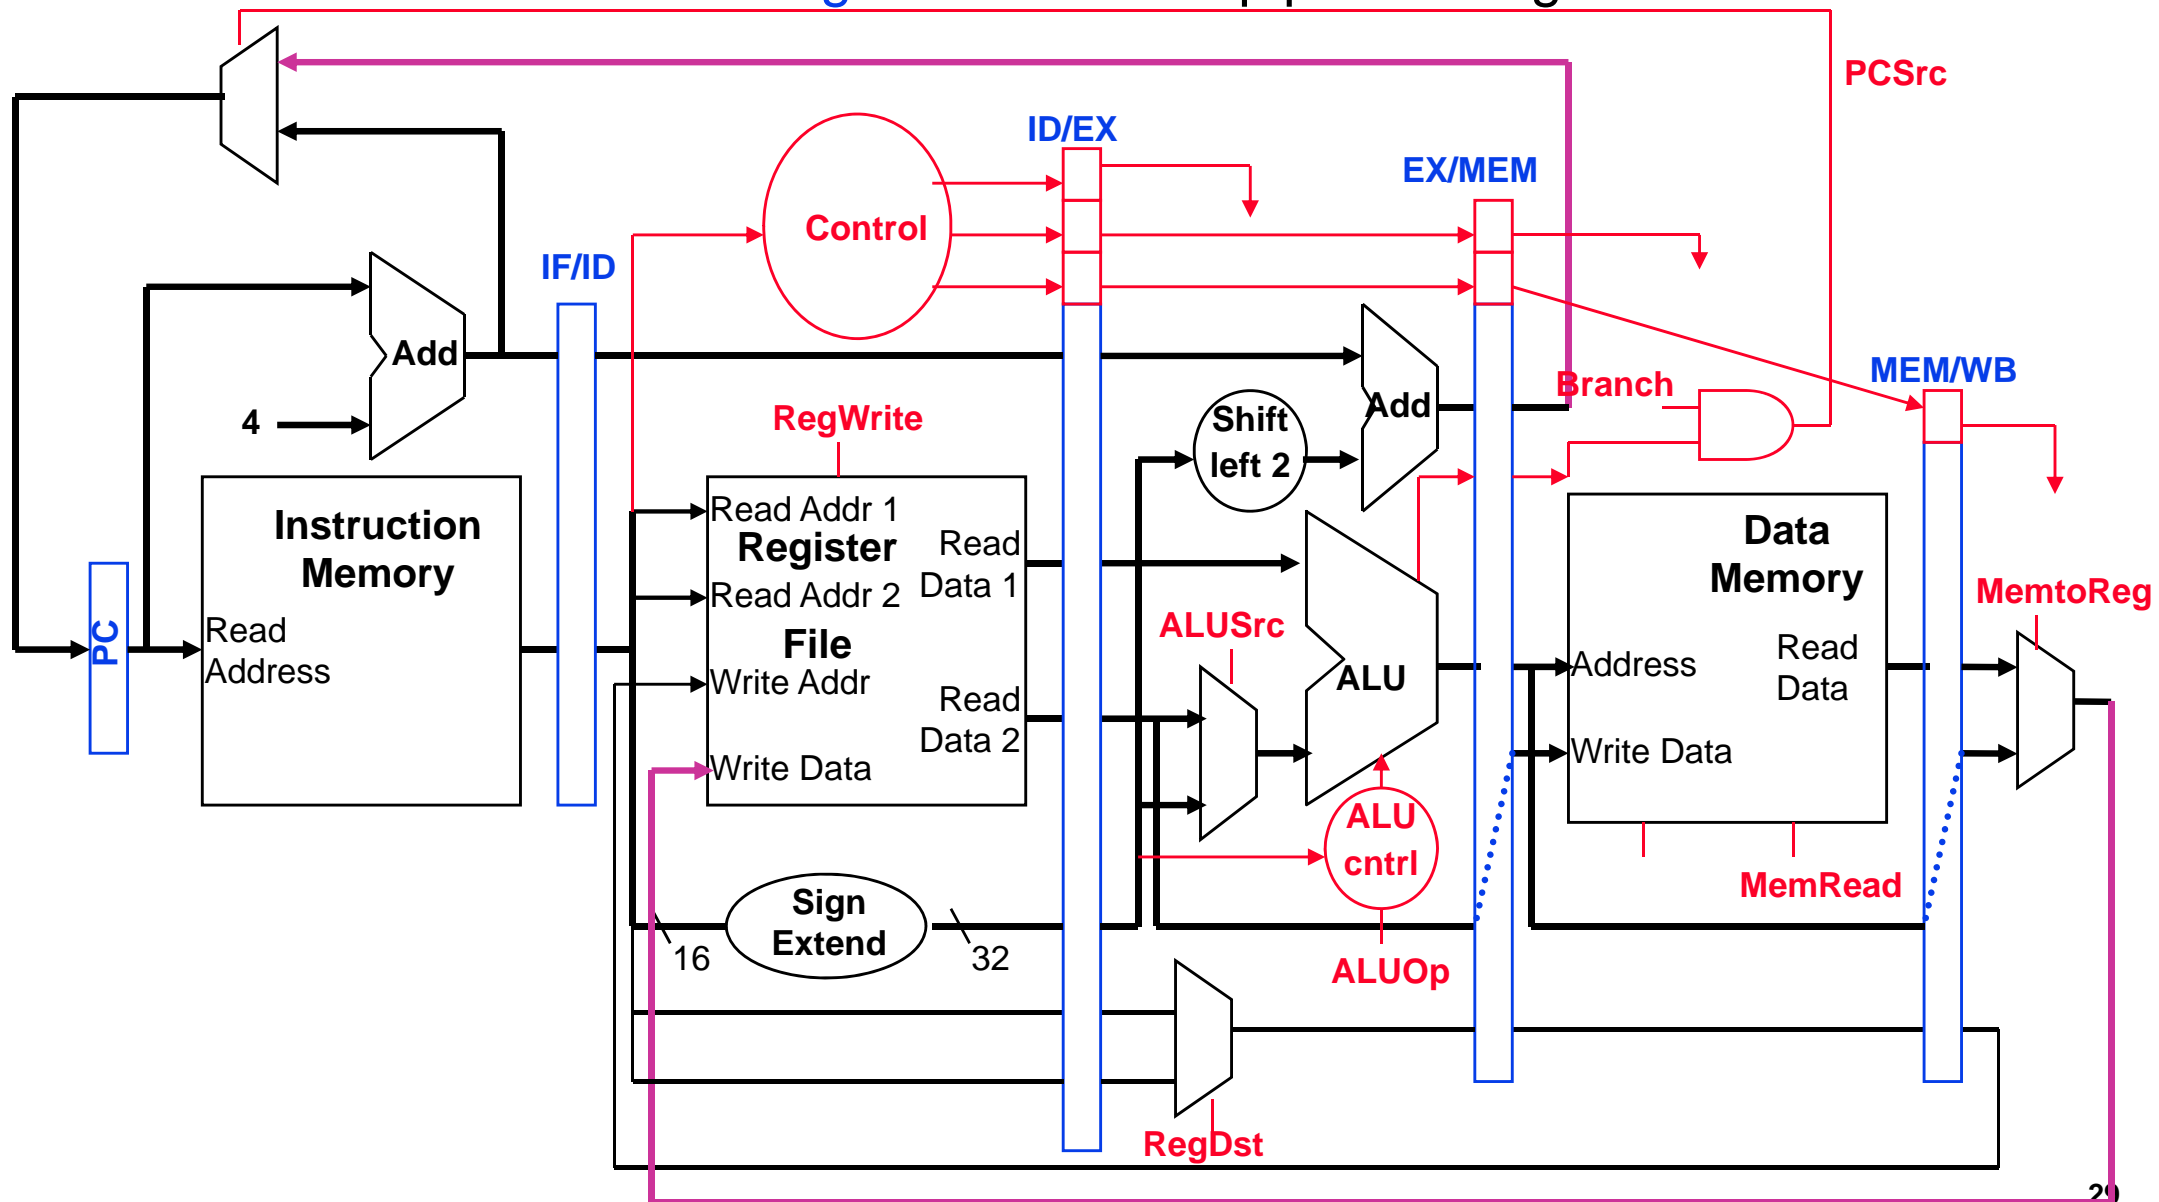 PCSrc
ID/EX
EX/MEM
Control
IF/ID
Add
4
MEM/WB
Branch
Add
Shift
left 2
RegWrite
Instruction
Memory
Read
Address
PC
Read Addr 1
Register
Read Addr 2
File
Write Addr
Write Data
Read
Data 1
Read
Data 2
ALUSrc
ALU
Data
Memory
Address
Read
Data
Write Data
MemtoReg
ALU
cntrl
MemRead
Sign
Extend
16
32
ALUOp
RegDst
29